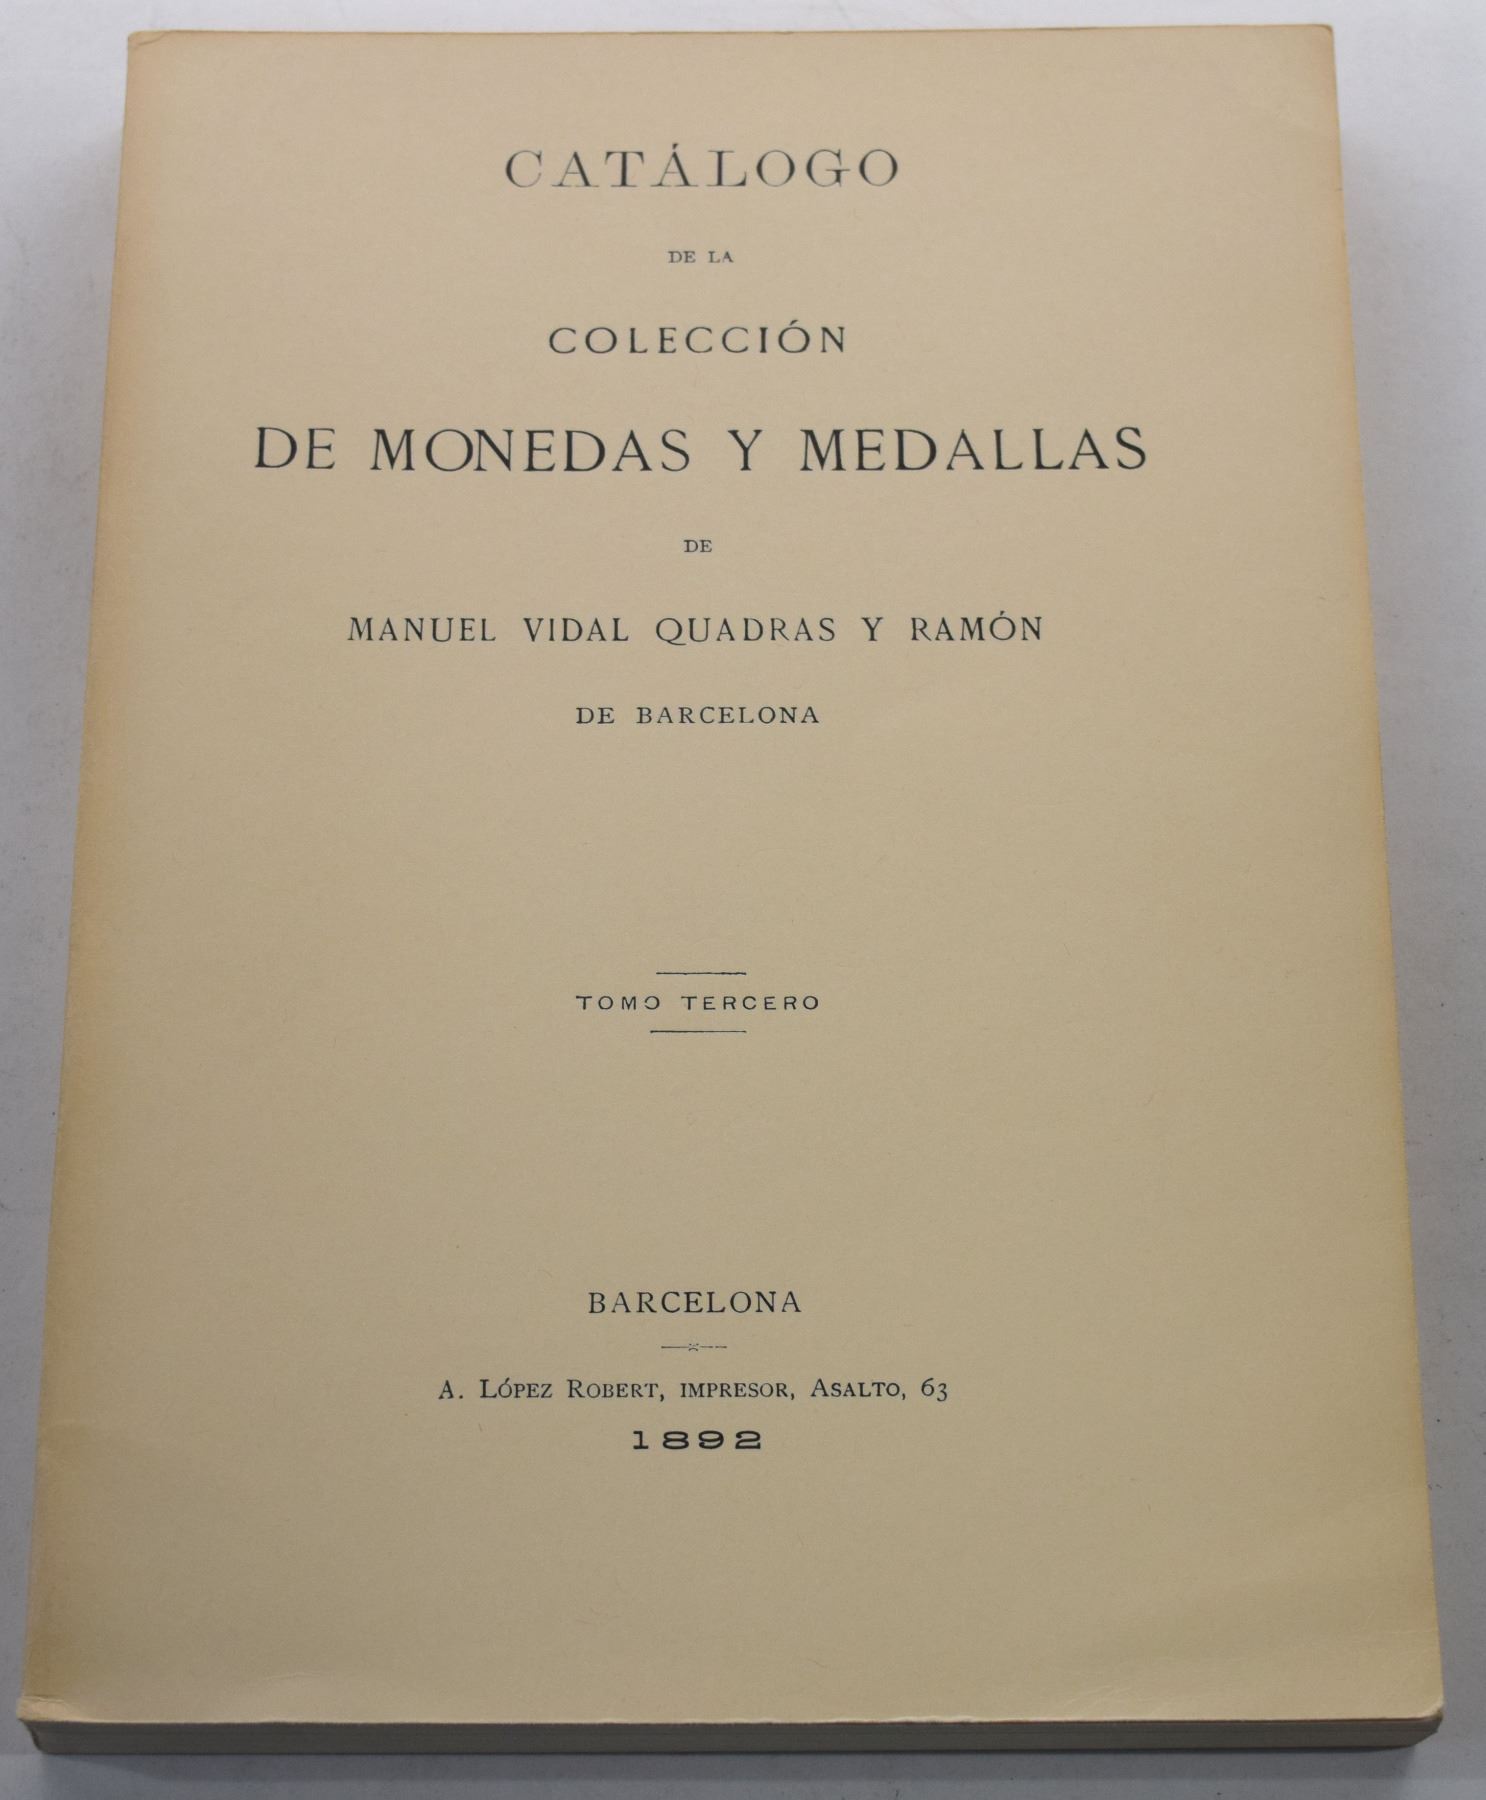 CATÁLOGO
DE LA
COLECCIÓN
DE MONEDAS Y MEDALLAS
DE
MANUEL VIDAL QUADRAS Y RAMÓN
DE BARCELONA
TOMO TERCERO
BARCELONA
A. LÓPEZ ROBERT, IMPRESOR, ASALTO, 63
1892